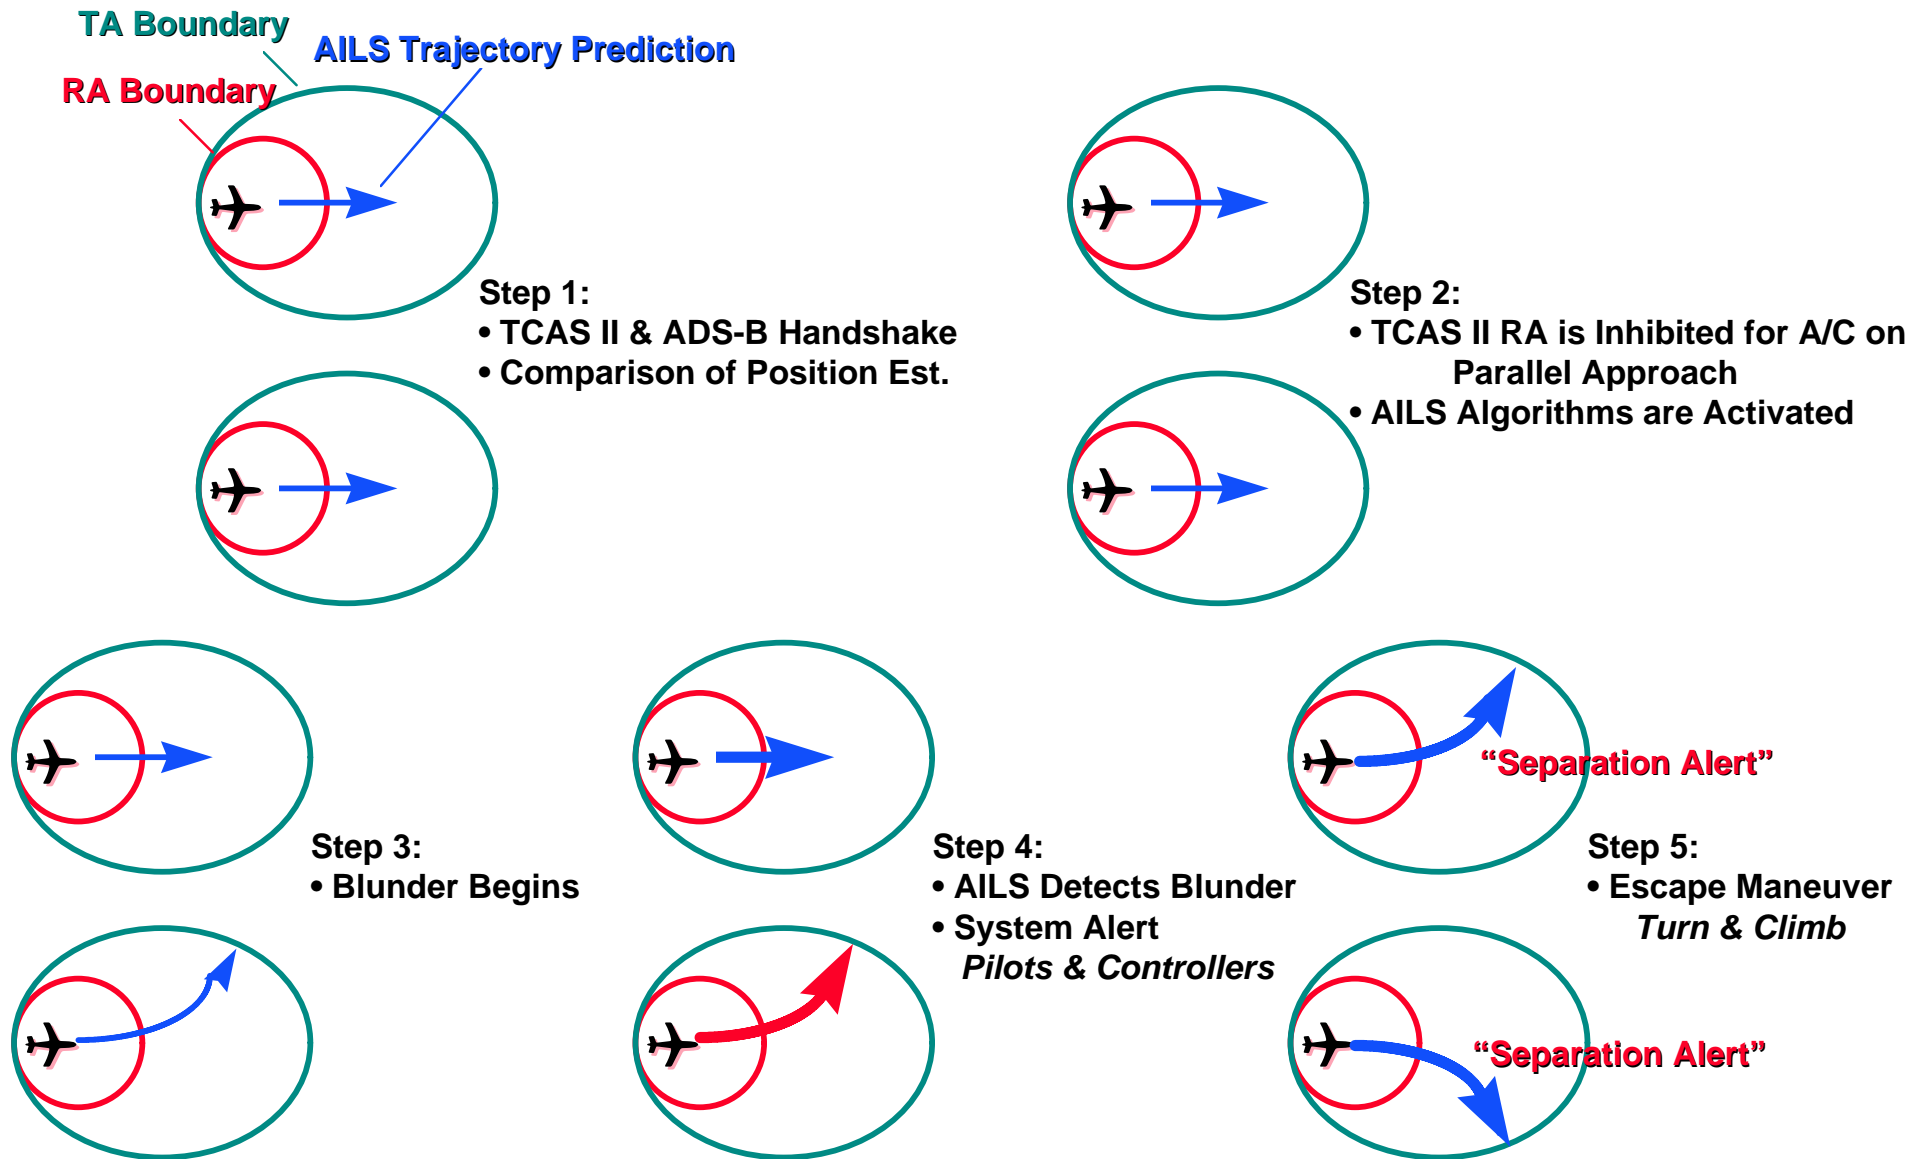 TA Boundary
AILS Trajectory Prediction
RA Boundary
Step 1:
• TCAS II & ADS-B Handshake
• Comparison of Position Est.
Step 2:
• TCAS II RA is Inhibited for A/C on
Parallel Approach
• AILS Algorithms are Activated
Step 3:
• Blunder Begins
Step 4:
• AILS Detects Blunder
• System Alert
Pilots & Controllers
“Separation Alert”
Step 5:
• Escape Maneuver
Turn & Climb
“Separation Alert”